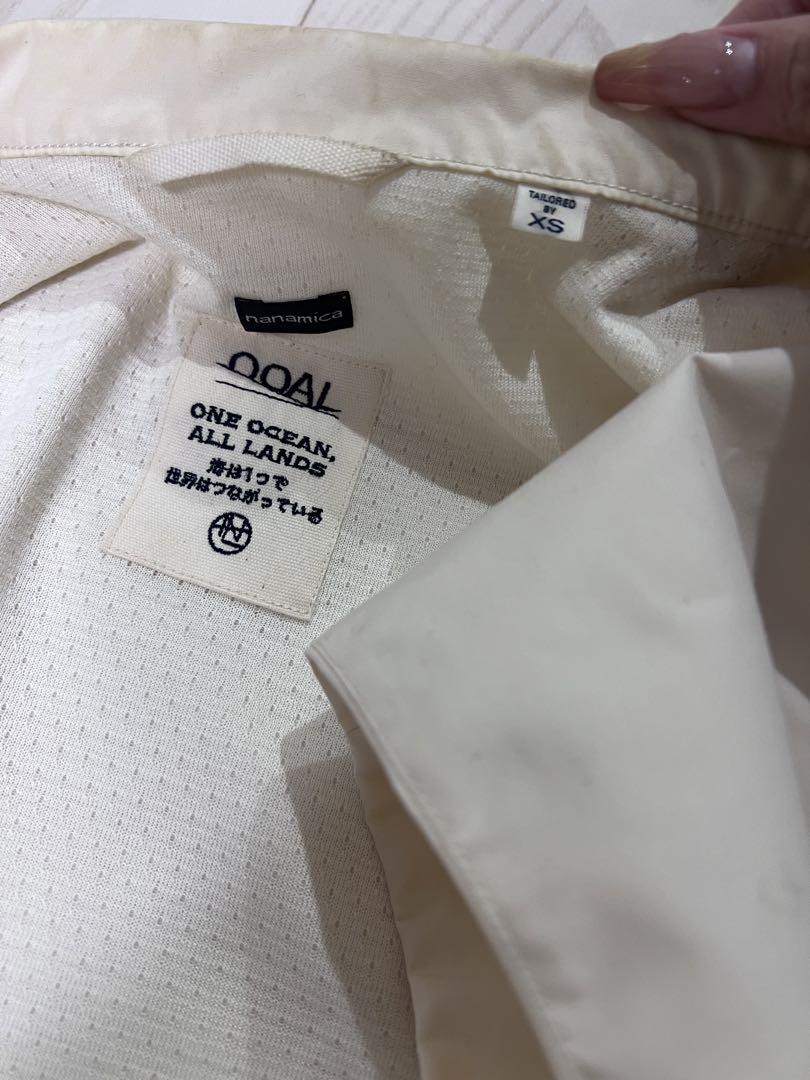 TAILORED
BY
XS
nanamica
OOAL
ONE OCEAN,
ALL LANDS
海は1つで
世界はつながっている